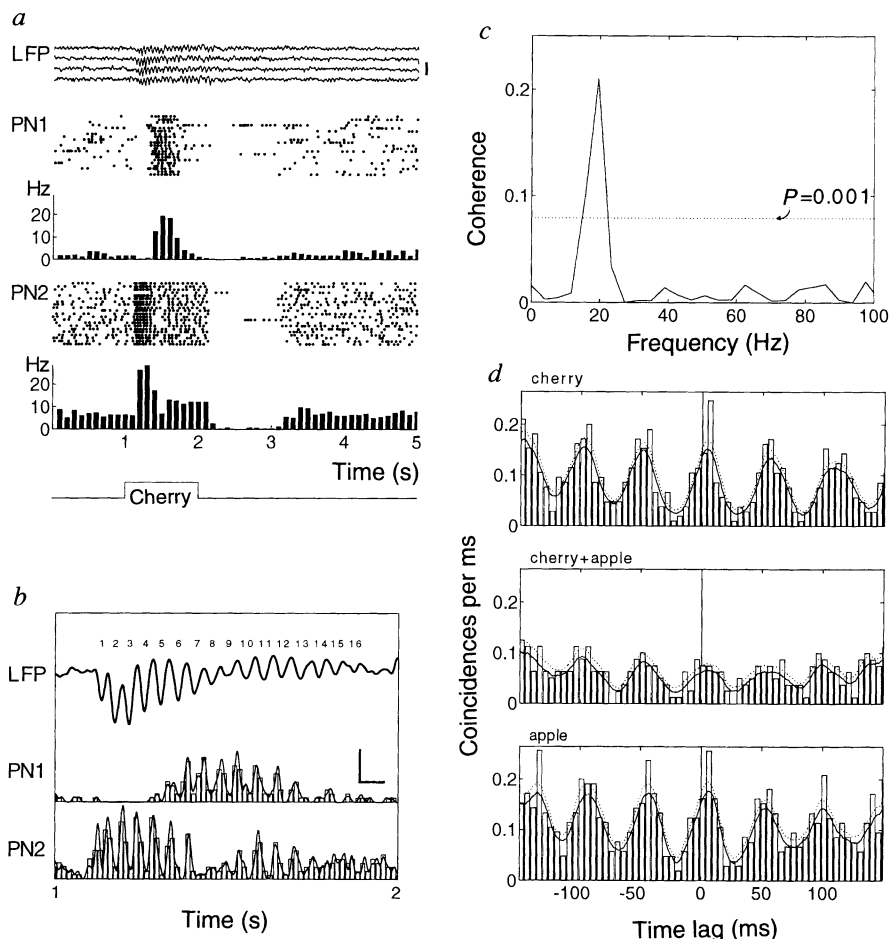 a
LFP
PN1
Hz
20
10
0
PN2
Hz
20
10
0
1 2 3 4 5
Time (s)
Cherry
b
1 2 3 4 5 6 7 8 9 10 11 12 13 14 15 16
LFP
PN1
PN2
1 2
Time (s)
c
0.2
0.1
0
Coherence
P=0.001
0 20 40 60 80 100
Frequency (Hz)
d
cherry
0.2
0.1
0
cherry+apple
0.2
0.1
0
apple
0.2
0.1
0
Coincidences per ms
-100 -50 0 50 100
Time lag (ms)